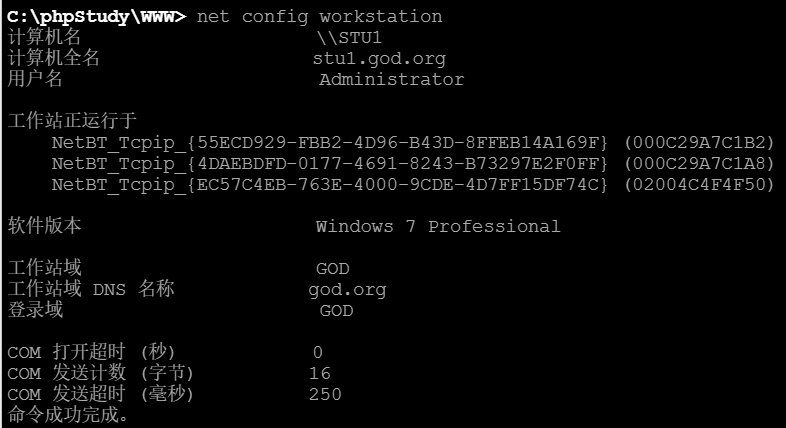 C:\phpStudy\WWW> net config workstation
计算机名 \\STU1
计算机全名 stu1.god.org
用户名 Administrator
工作站正运行于
NetBT_Tcpip_{55ECD929-FBB2-4D96-B43D-8FFEB14A169F} (000C29A7C1B2)
NetBT_Tcpip_{4DAEBDFD-0177-4691-8243-B73297E2F0FF} (000C29A7C1A8)
NetBT_Tcpip_{EC57C4EB-763E-4000-9CDE-4D7FF15DF74C} (02004C4F4F50)
软件版本 Windows 7 Professional
工作站域 GOD
工作站域 DNS 名称 god.org
登录域 GOD
COM 打开超时 (秒) 0
COM 发送计数 (字节) 16
COM 发送超时 (毫秒) 250
命令成功完成。